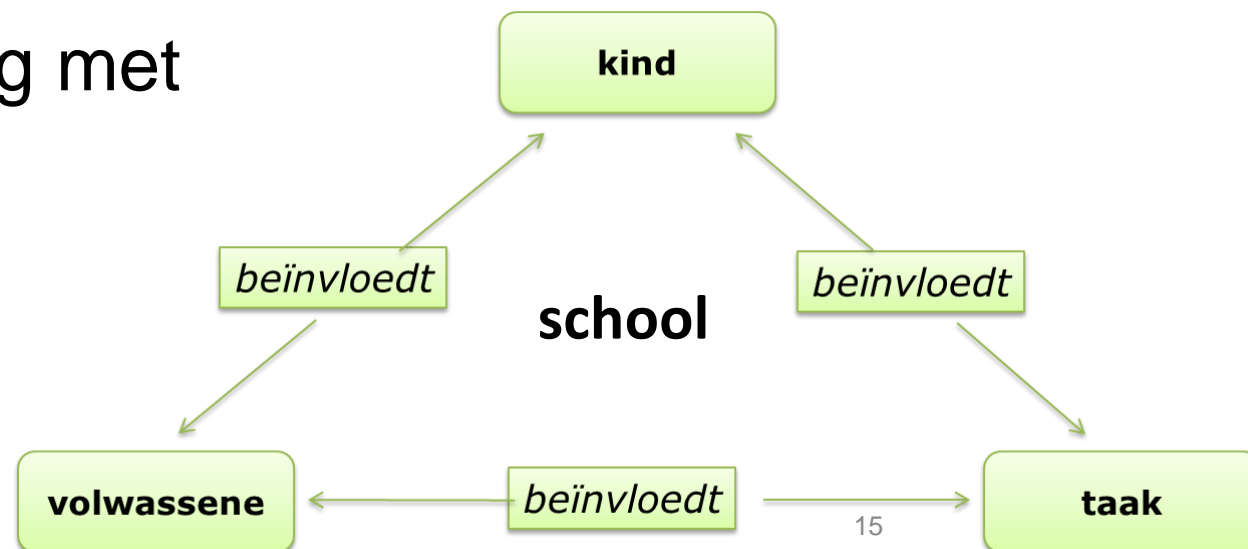 g met
kind
beïnvloedt
beïnvloedt
school
volwassene
beïnvloedt
taak
15